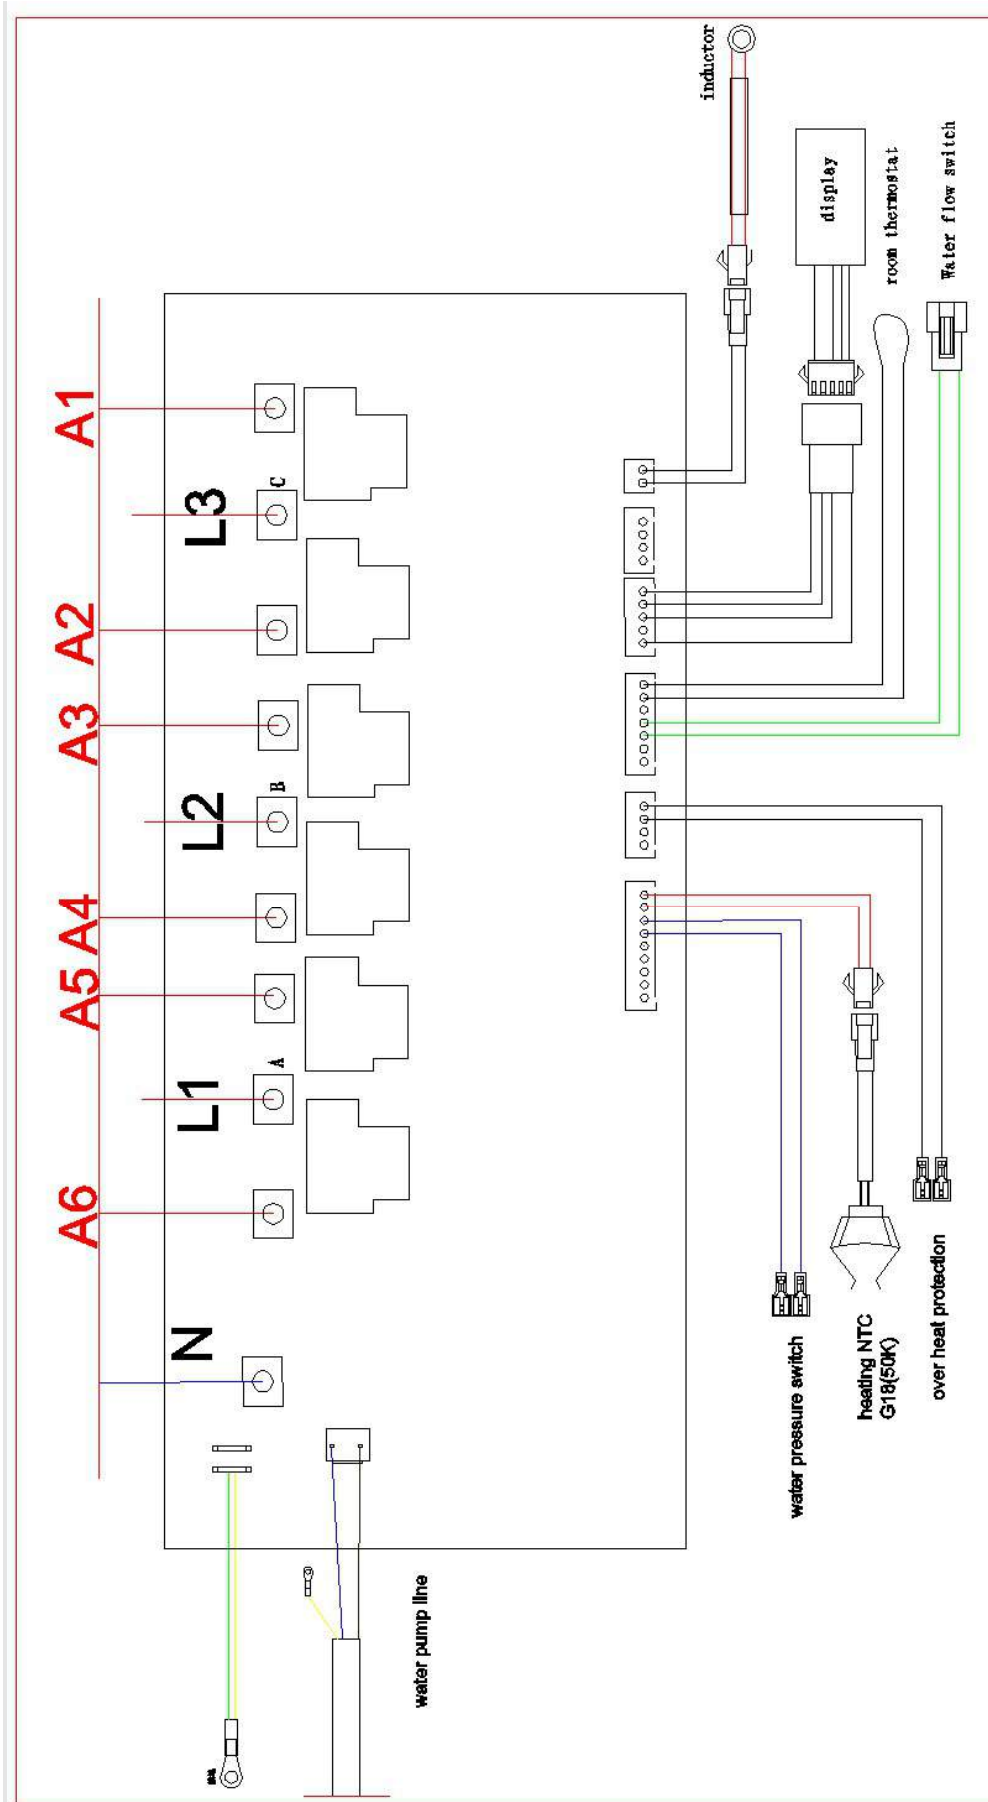 inductor
display
room thermostat
Water flow switch
A1
L3
C
A2
A3
L2
B
A4
A5
L1
A
A6
N
water pump line
water pressure switch
heating NTC
G18(50K)
over heat protection